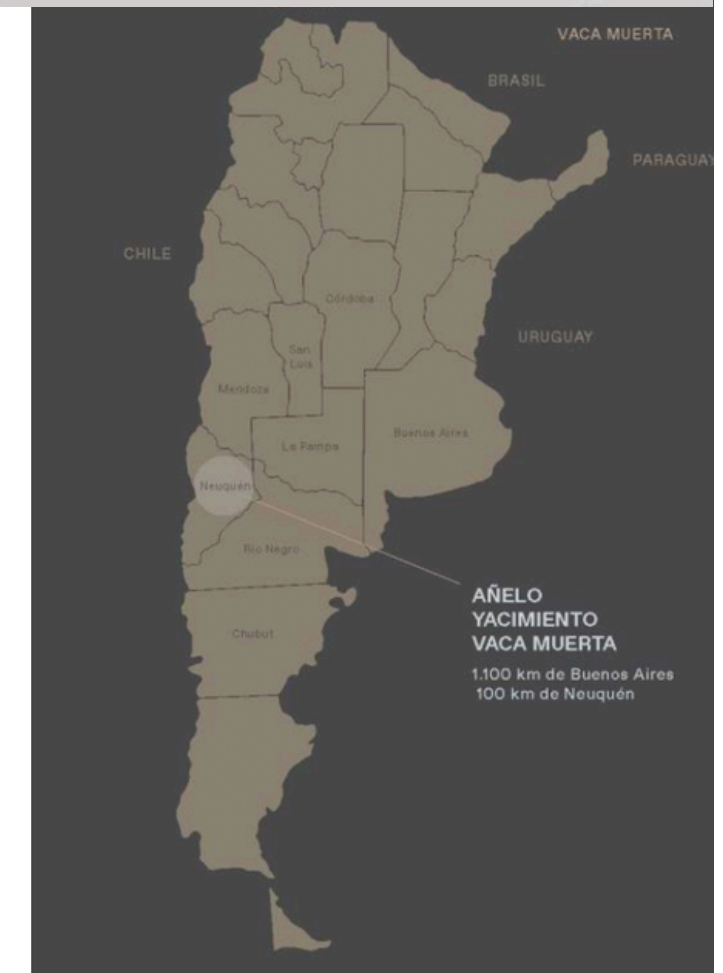 VACA MUERTA
BRASIL
PARAGUAY
CHILE
Córdoba
URUGUAY
San
Luis
Mendoza
Buenos Aires
La Pampa
Neuquén
Río Negro
AÑELO
YACIMIENTO
VACA MUERTA
Chubut
1.100 km de Buenos Aires
100 km de Neuquén